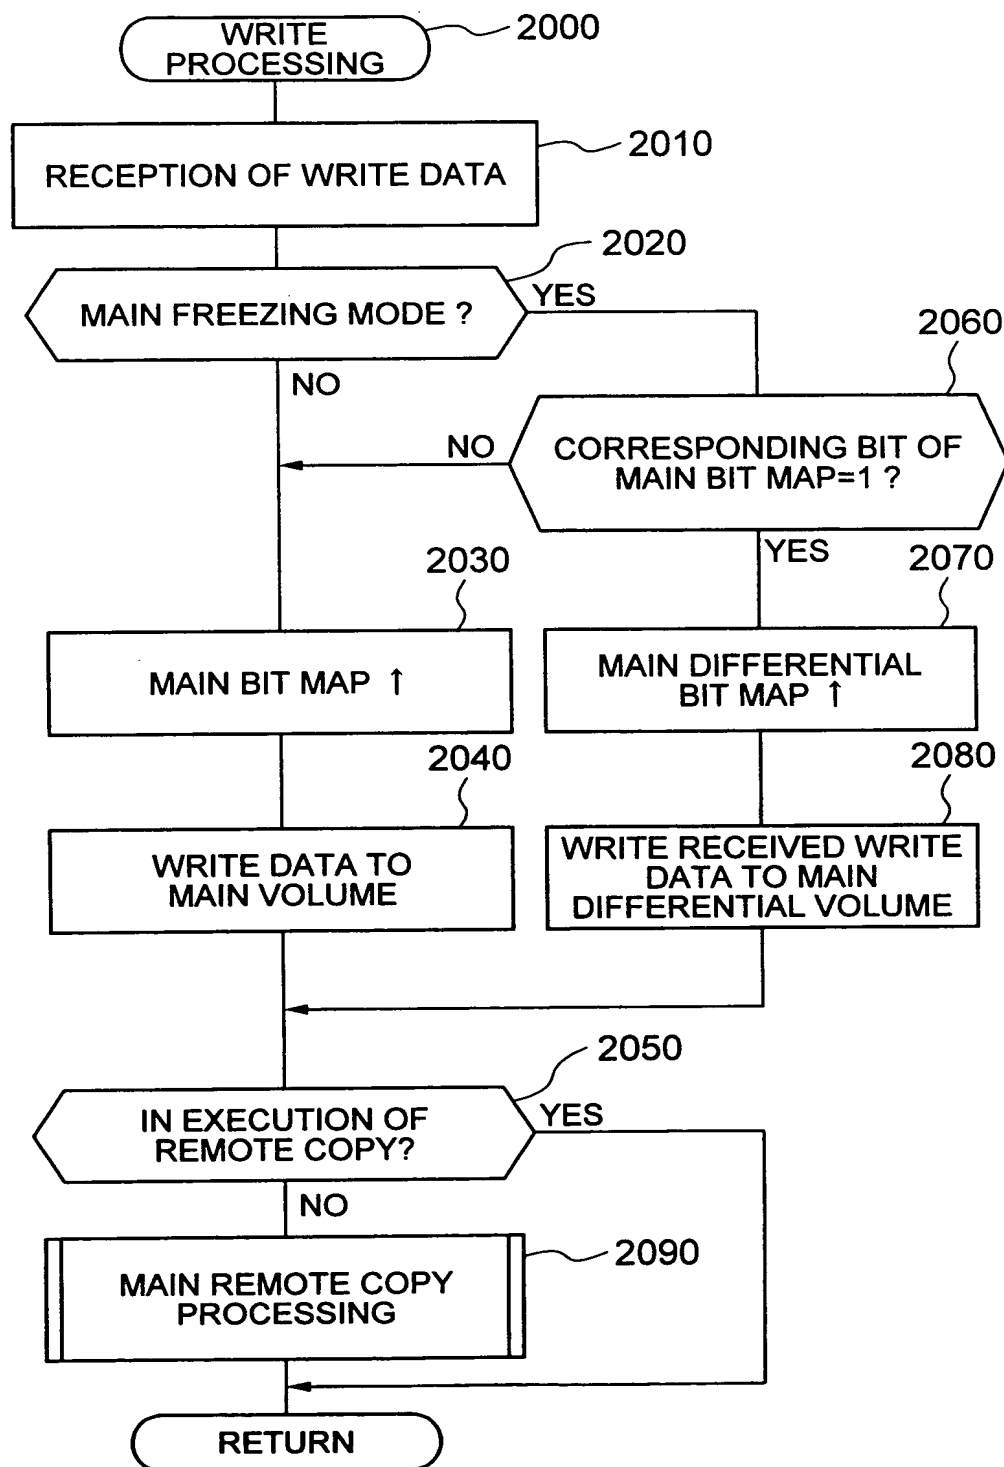 WRITE
PROCESSING
2000
RECEPTION OF WRITE DATA
2010
MAIN FREEZING MODE ?
2020
YES
NO
CORRESPONDING BIT OF
MAIN BIT MAP=1 ?
2060
NO
YES
MAIN BIT MAP ↑
2030
MAIN DIFFERENTIAL
BIT MAP ↑
2070
WRITE DATA TO
MAIN VOLUME
2040
WRITE RECEIVED WRITE
DATA TO MAIN
DIFFERENTIAL VOLUME
2080
IN EXECUTION OF
REMOTE COPY?
2050
YES
NO
MAIN REMOTE COPY
PROCESSING
2090
RETURN